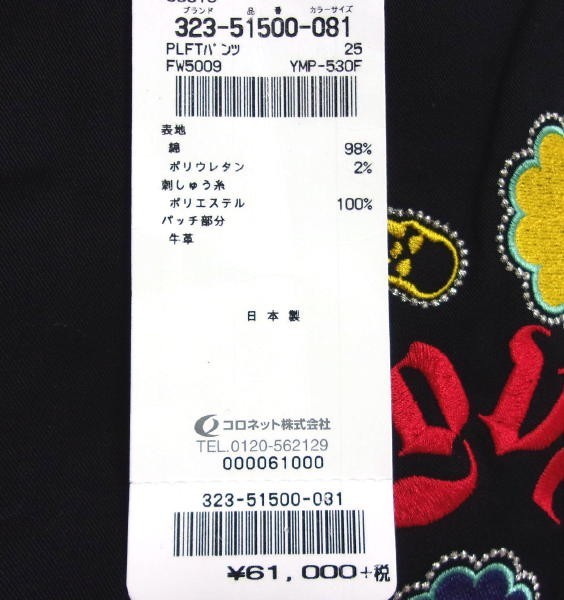 ブランド 品番 カラーサイズ
323-51500-081
PLFTパンツ 25
FW5009 YMP-530F
表地
綿 98%
ポリウレタン 2%
刺しゅう糸
ポリエステル 100%
パッチ部分
牛革
日本製
コロネット株式会社
TEL.0120-562129
000061000
323-51500-081
¥61,000+税